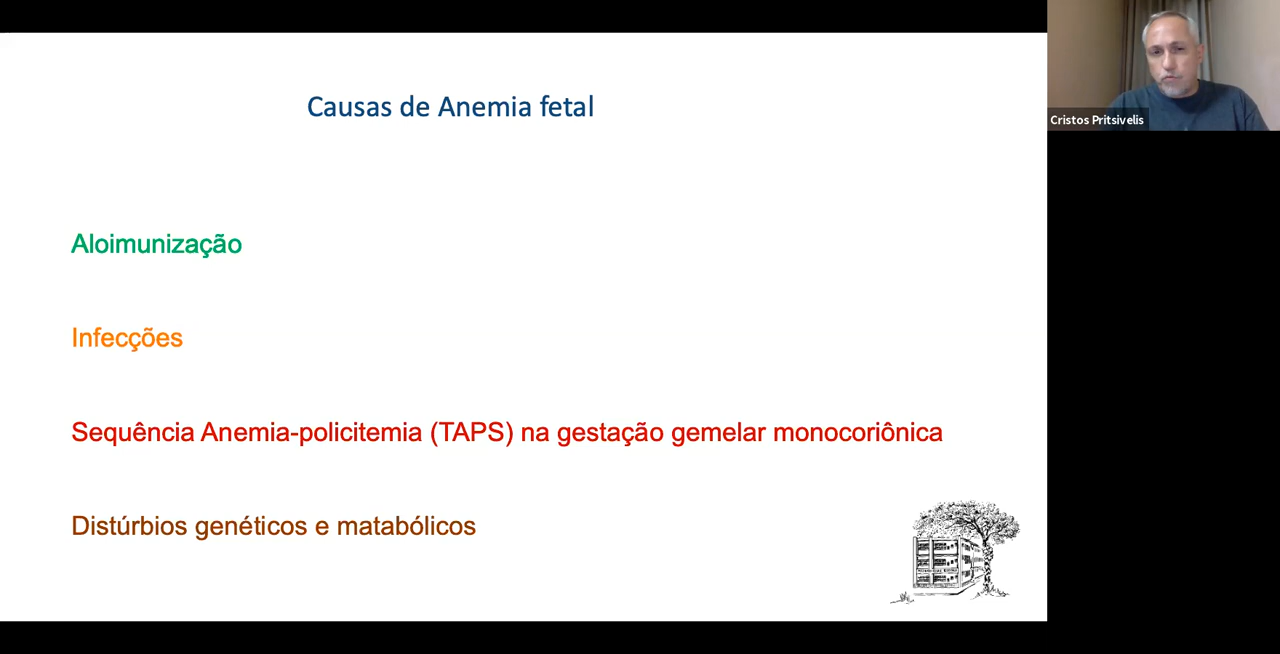 Causas de Anemia fetal
Cristos Pritsivelis
Aloimunização
Infecções
Sequência Anemia-policitemia (TAPS) na gestação gemelar monocoriônica
Distúrbios genéticos e matabólicos